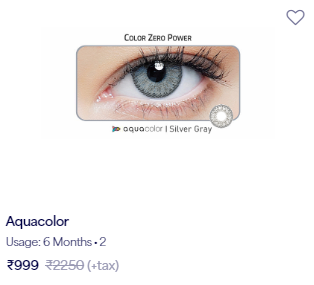 COLOR ZERO POWER
aquacolor | Silver Gray
Aquacolor
Usage: 6 Months • 2
₹999 ₹2250 (+tax)